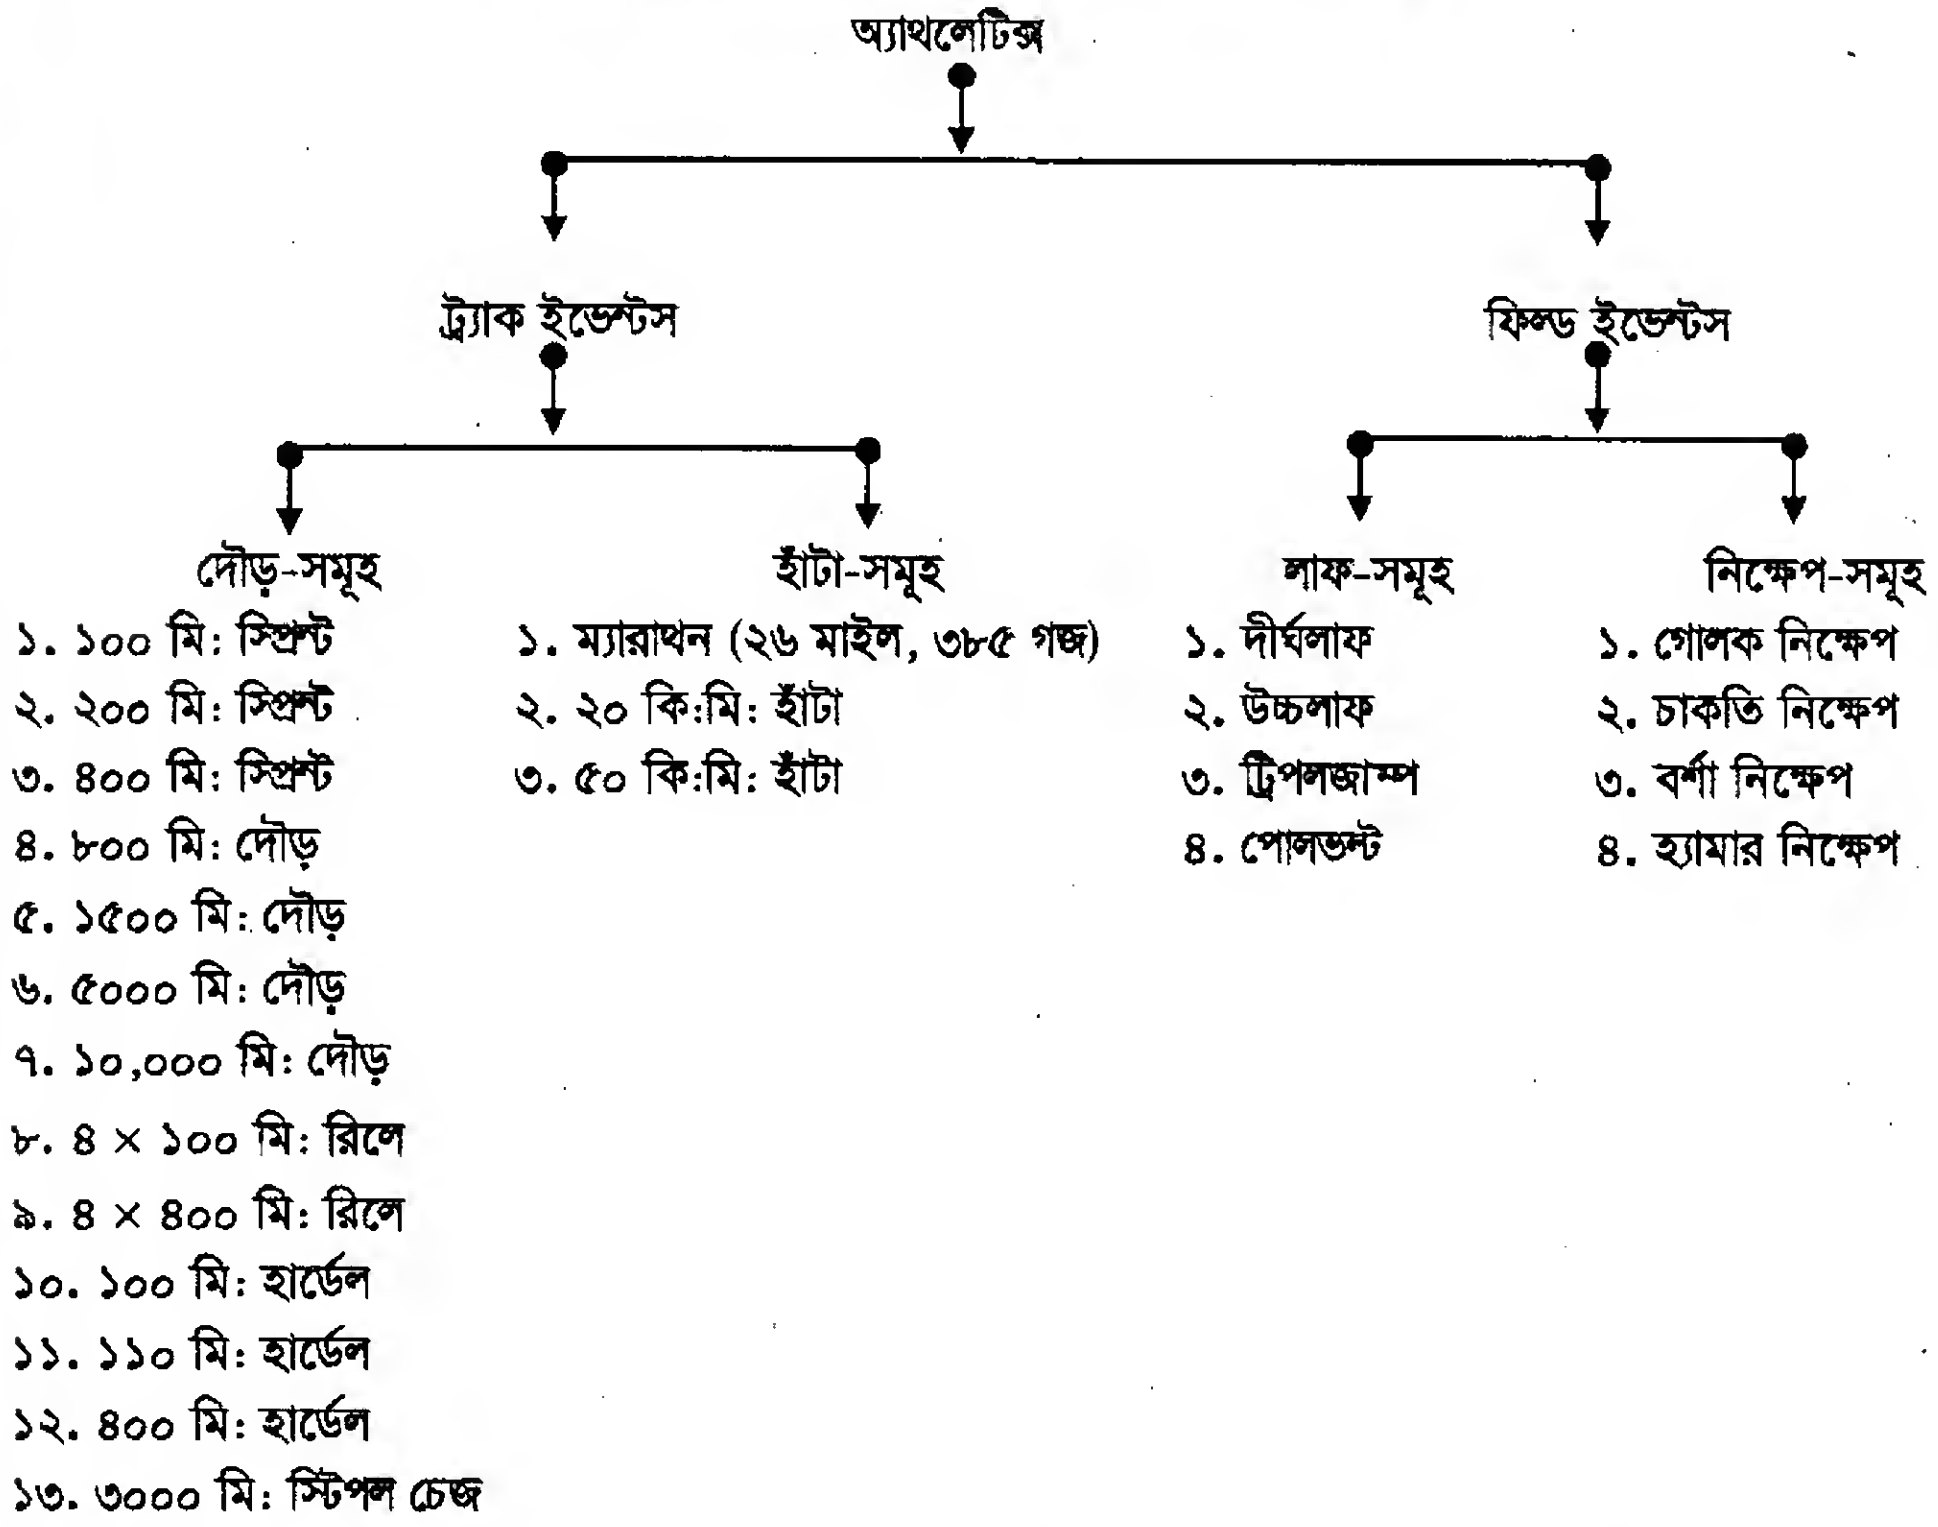 অ্যাথলেটিক্স
ট্র্যাক ইভেন্টস
ফিল্ড ইভেন্টস
দৌড়-সমূহ
১. ১০০ মি: স্প্রিন্ট
২. ২০০ মি: স্প্রিন্ট
৩. ৪০০ মি: স্প্রিন্ট
৪. ৮০০ মি: দৌড়
৫. ১৫০০ মি: দৌড়
৬. ৫০০০ মি: দৌড়
৭. ১০,০০০ মি: দৌড়
৮. ৪ × ১০০ মি: রিলে
৯. ৪ × ৪০০ মি: রিলে
১০. ১০০ মি: হার্ডেল
১১. ১১০ মি: হার্ডেল
১২. ৪০০ মি: হার্ডেল
১৩. ৩০০০ মি: স্টিপল চেজ
হাঁটা-সমূহ
১. ম্যারাথন (২৬ মাইল, ৩৮৫ গজ)
২. ২০ কি:মি: হাঁটা
৩. ৫০ কি:মি: হাঁটা
লাফ-সমূহ
১. দীর্ঘলাফ
২. উচ্চলাফ
৩. ট্রিপলজাম্প
৪. পোলভল্ট
নিক্ষেপ-সমূহ
১. গোলক নিক্ষেপ
২. চাকতি নিক্ষেপ
৩. বর্শা নিক্ষেপ
৪. হ্যামার নিক্ষেপ